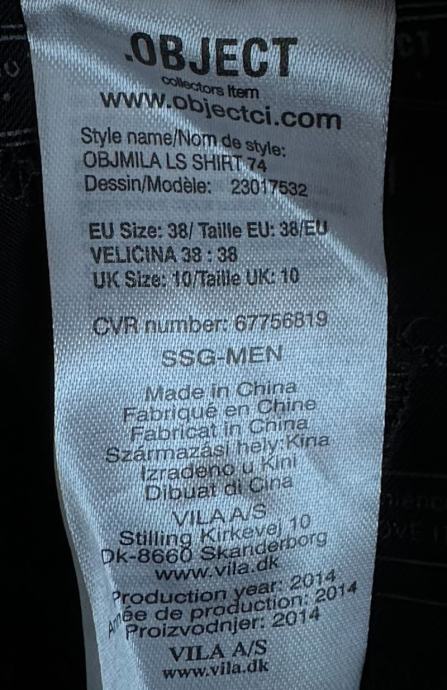 .OBJECT
collectors Item
www.objectci.com
Style name/Nom de style:
OBJMILA LS SHIRT 74
Dessin/Modèle: 23017532
EU Size: 38/ Taille EU: 38/EU
VELIČINA 38 : 38
UK Size: 10/Taille UK: 10
CVR number: 67756819
SSG-MEN
Made in China
Fabriqué en Chine
Fabricat in China
Származási hely:Kina
Izradeno u Kini
Dibuat di Cina
VILA A/S
Stilling Kirkevej 10
Dk-8660 Skanderborg
www.vila.dk
Production year: 2014
Année de production: 2014
Proizvodnjer: 2014
VILA A/S
www.vila.dk